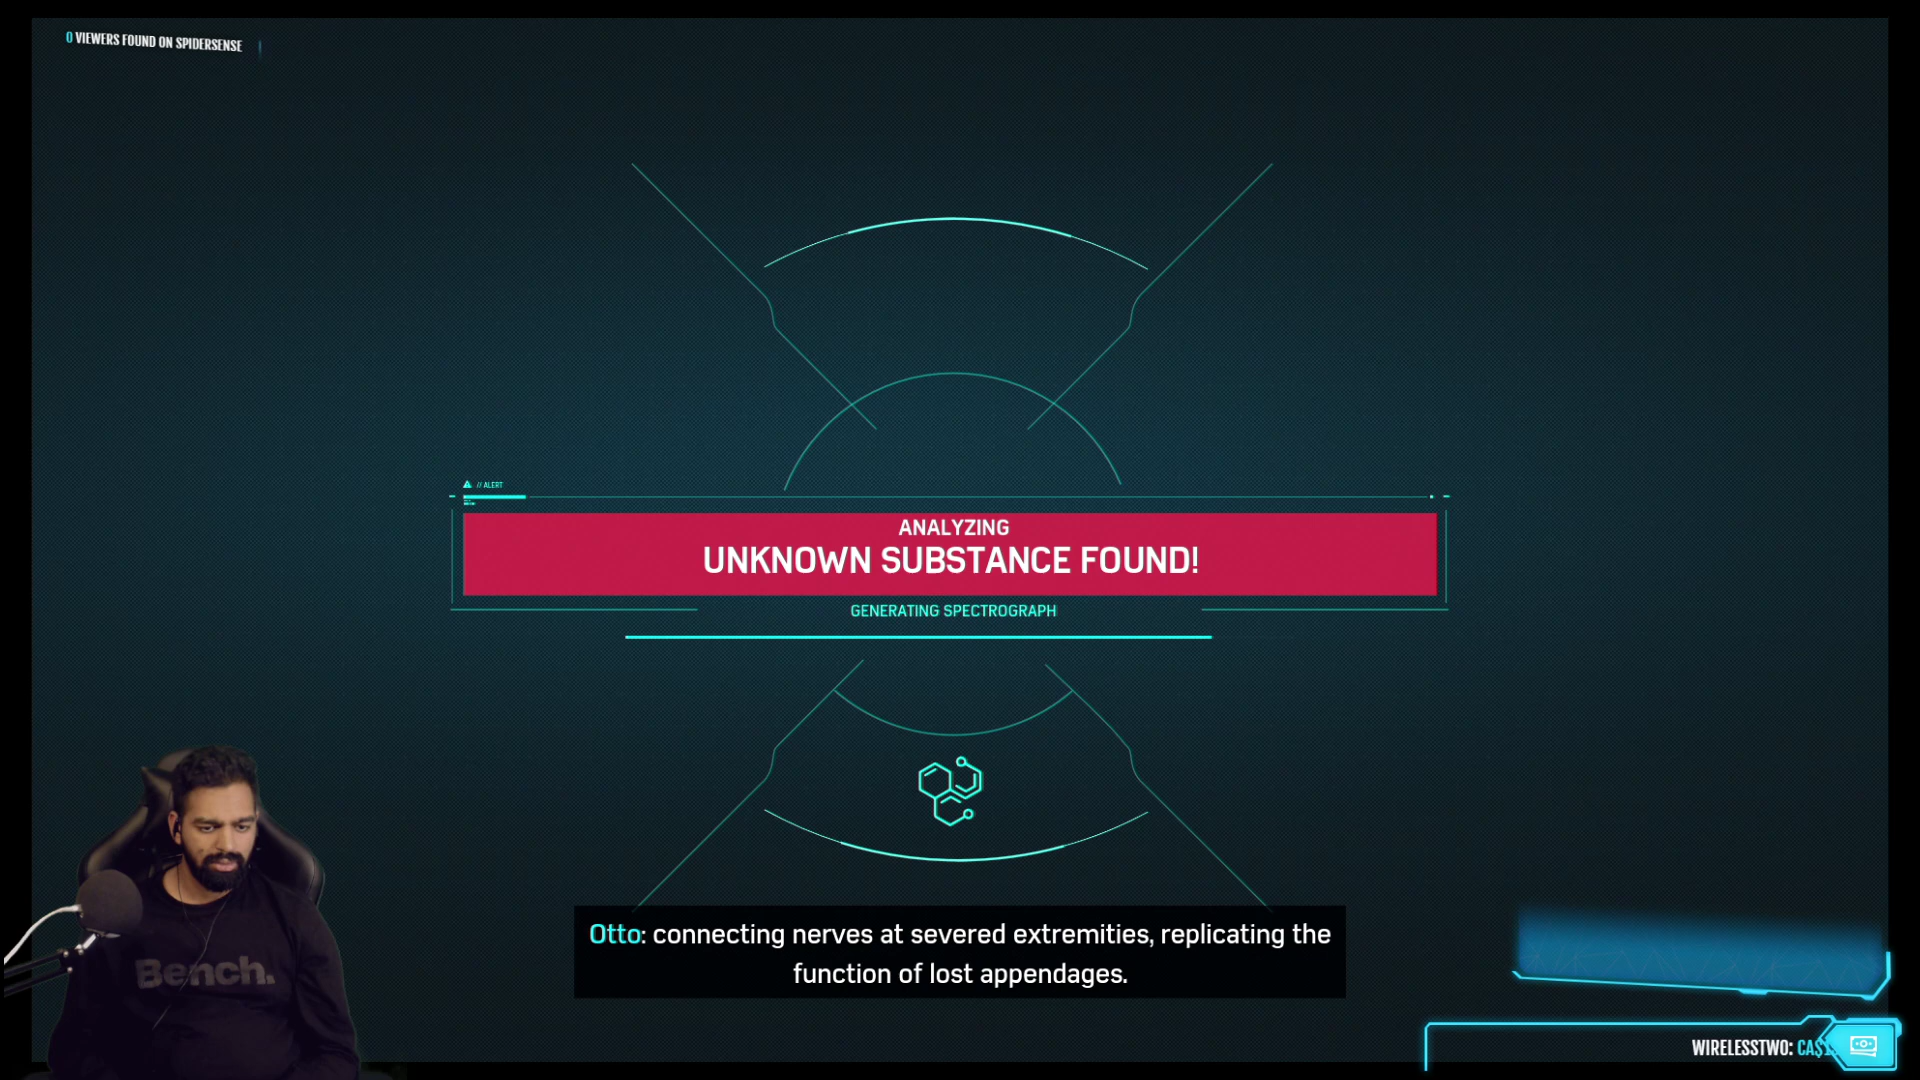 0 VIEWERS FOUND ON SPIDERSENSE
// ALERT
ANALYZING
UNKNOWN SUBSTANCE FOUND!
GENERATING SPECTROGRAPH
Bench.
Otto: connecting nerves at severed extremities, replicating the
function of lost appendages.
WIRELESSTWO: